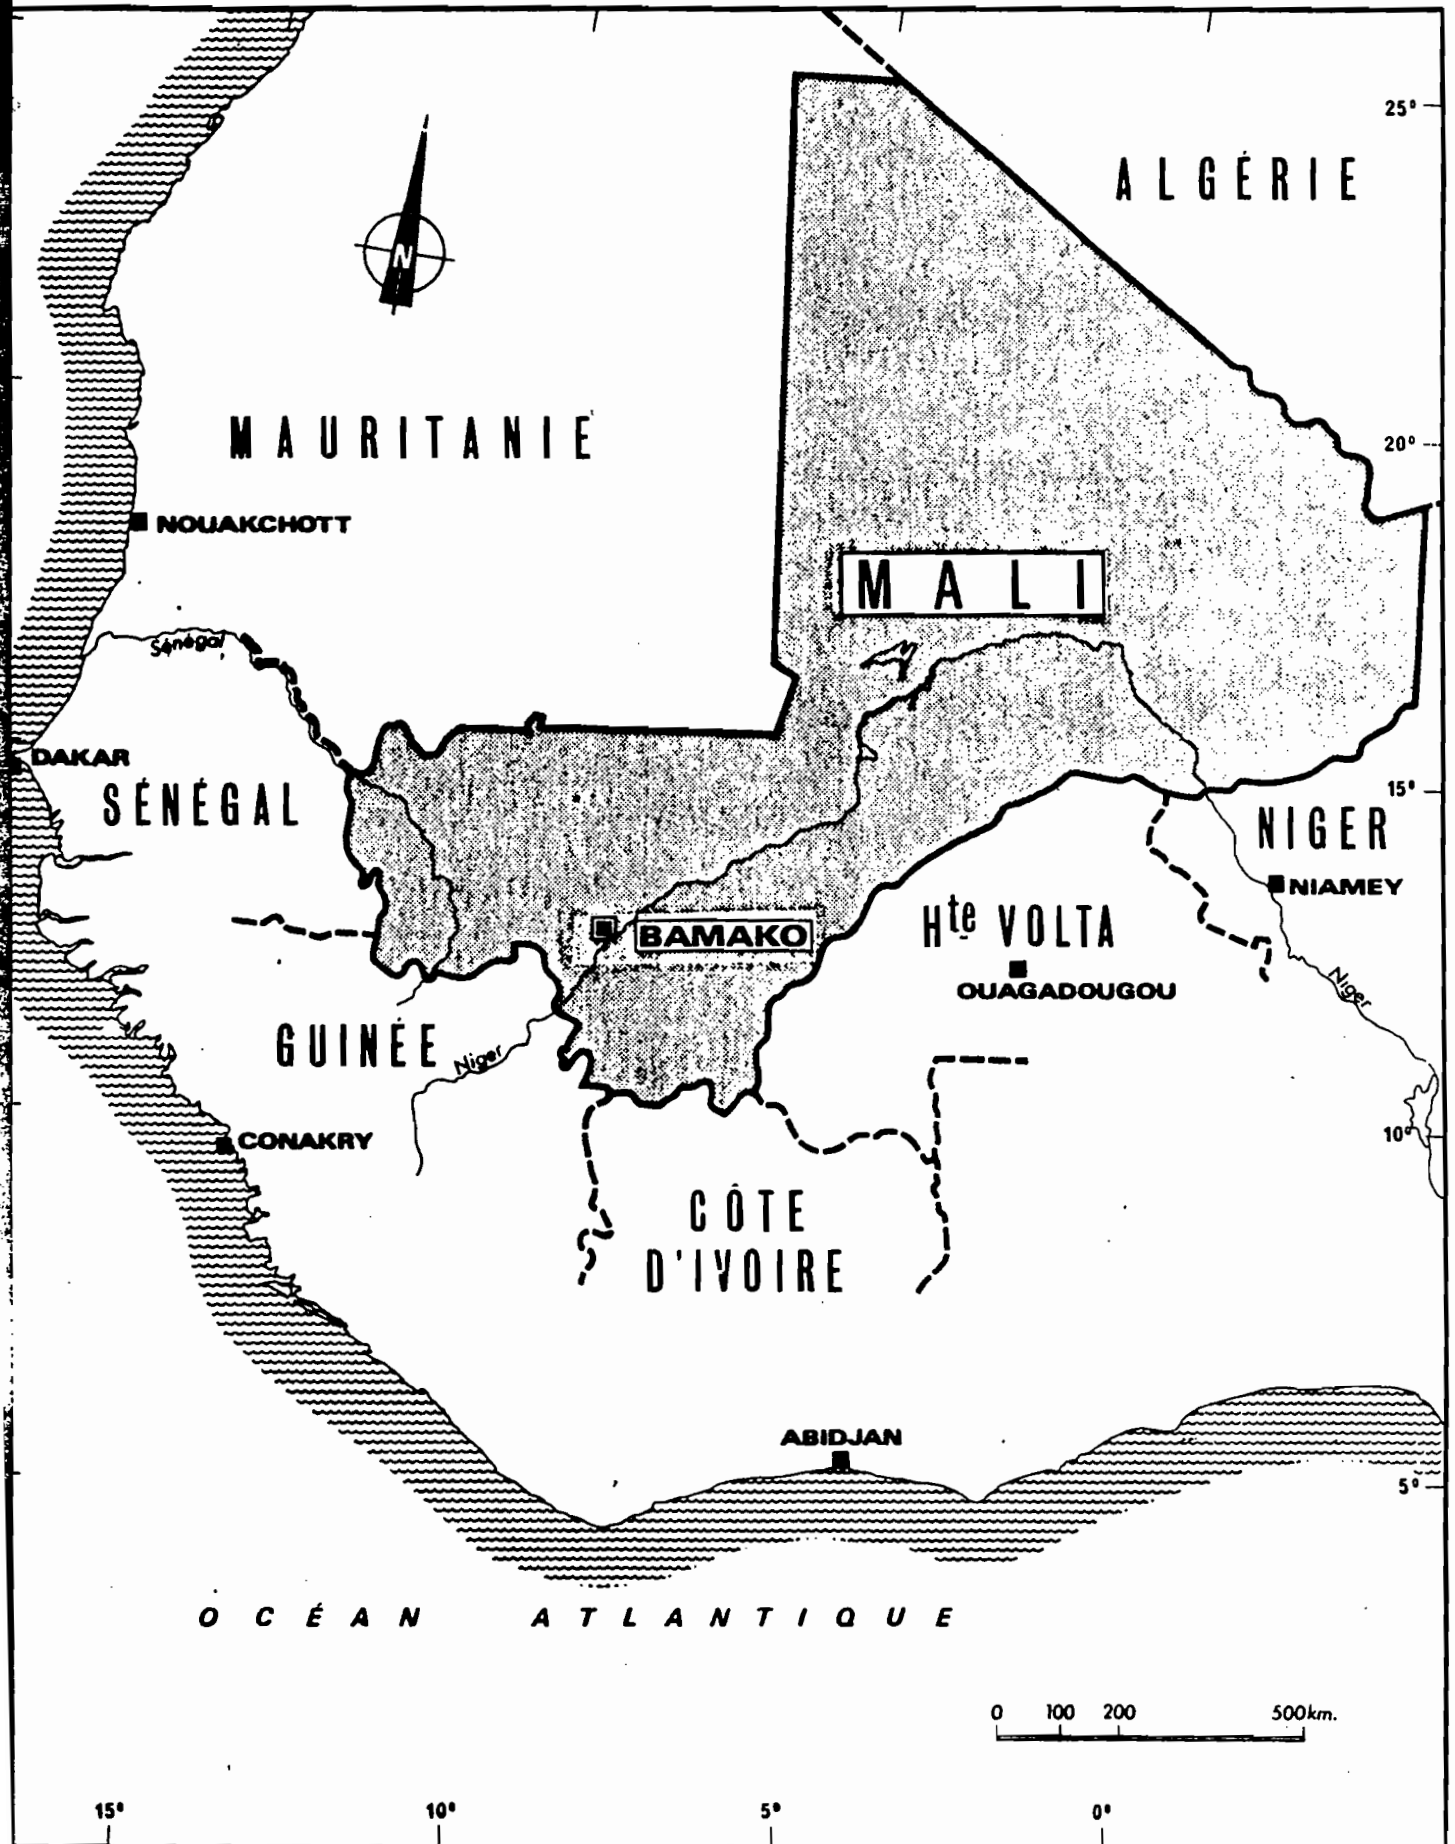 25°
ALGÉRIE
N
MAURITANIE
20°
NOUAKCHOTT
MALI
Sénégal
DAKAR
SÉNÉGAL
15°
NIGER
NIAMEY
Hte VOLTA
BAMAKO
OUAGADOUGOU
Niger
GUINÉE
Niger
CONAKRY
10°
CÔTE
D'IVOIRE
ABIDJAN
5°
OCÉAN ATLANTIQUE
0 100 200 500km.
15° 10° 5° 0°